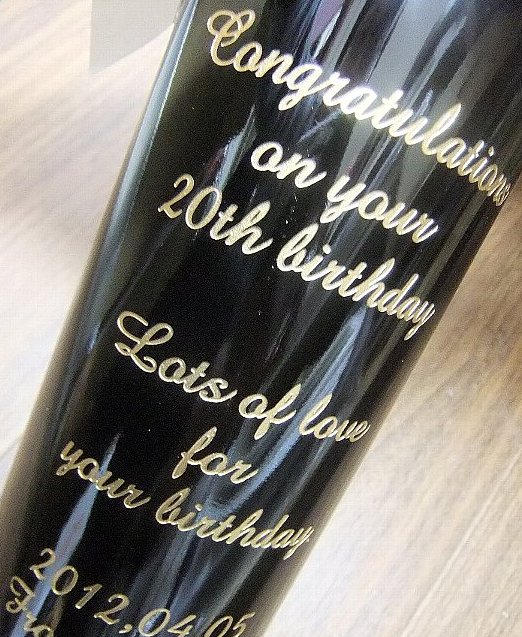 Congratulations
on your
20th birthday
Lots of love
for
your birthday
2012,04,05